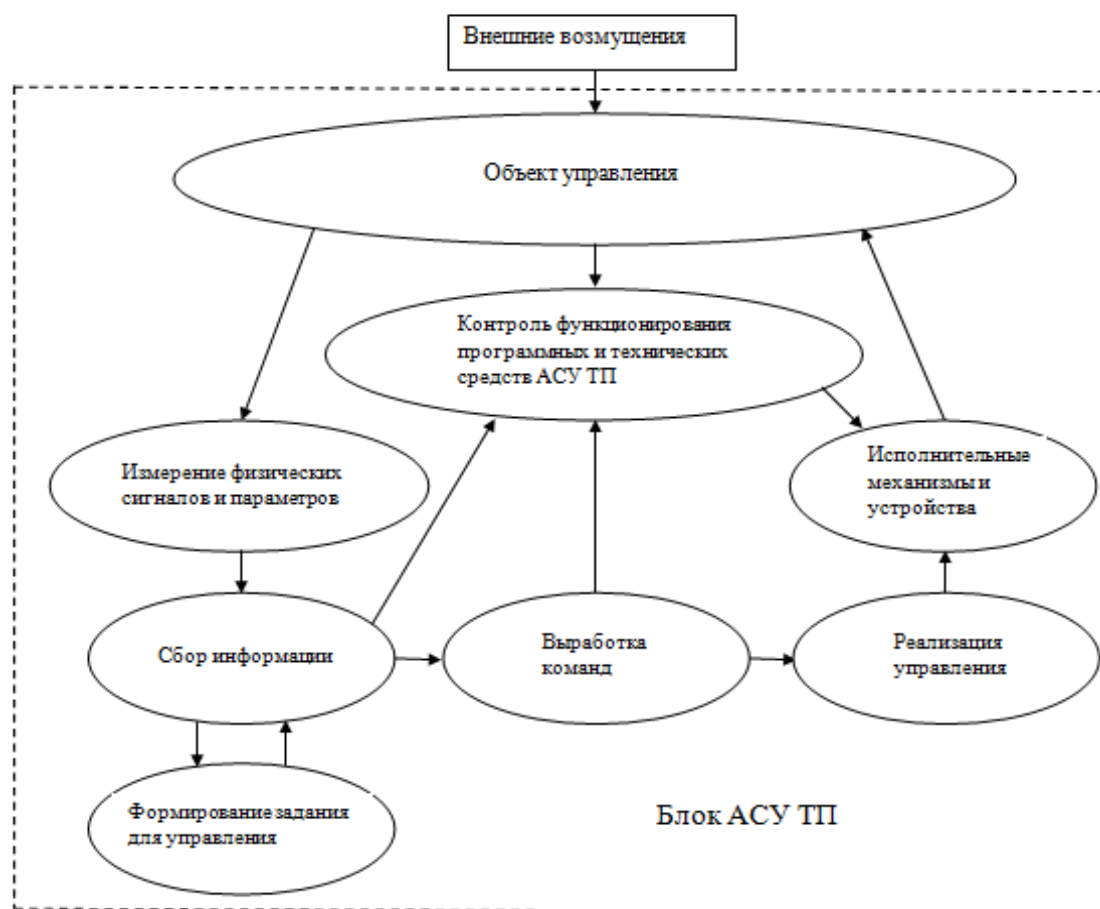 Внешние возмущения
Объект управления
Контроль функционирования
программных и технических
средств АСУ ТП
Измерение физических
сигналов и параметров
Исполнительные
механизмы и
устройства
Сбор информации
Выработка
команд
Реализация
управления
Формирование задания
для управления
Блок АСУ ТП